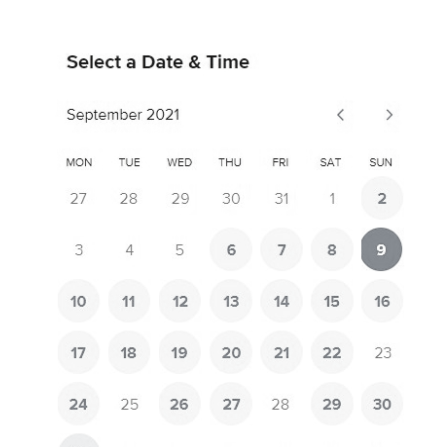 Select a Date & Time
September 2021
MON TUE WED THU FRI SAT SUN
27 28 29 30 31 1 2
3 4 5 6 7 8 9
10 11 12 13 14 15 16
17 18 19 20 21 22 23
24 25 26 27 28 29 30